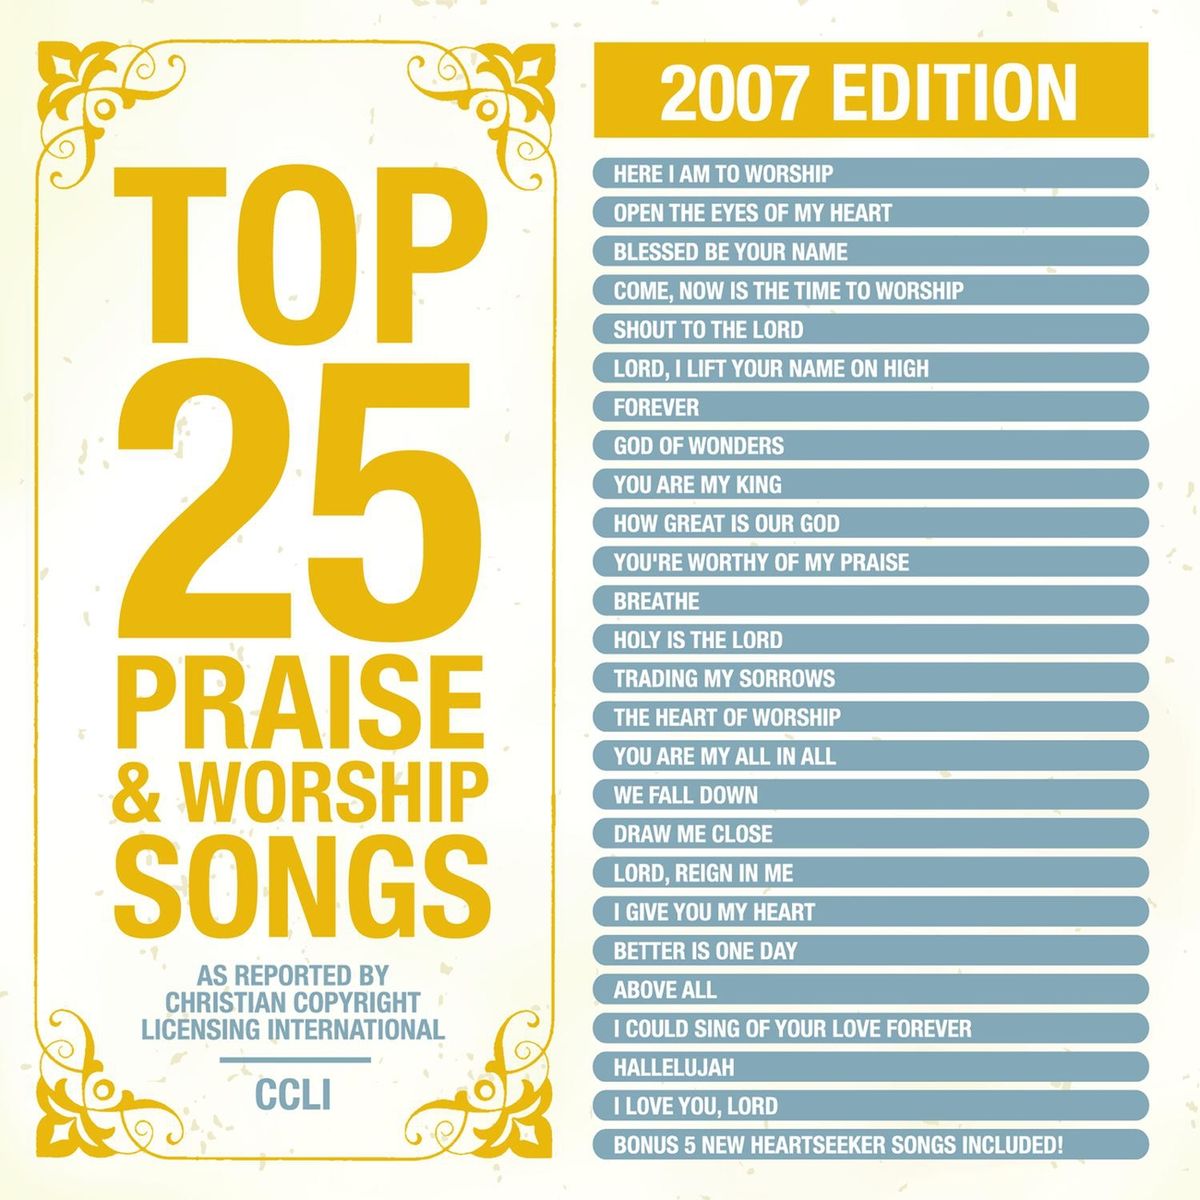 TOP
25
PRAISE
& WORSHIP
SONGS
AS REPORTED BY
CHRISTIAN COPYRIGHT
LICENSING INTERNATIONAL
CCLI
2007 EDITION
HERE I AM TO WORSHIP
OPEN THE EYES OF MY HEART
BLESSED BE YOUR NAME
COME, NOW IS THE TIME TO WORSHIP
SHOUT TO THE LORD
LORD, I LIFT YOUR NAME ON HIGH
FOREVER
GOD OF WONDERS
YOU ARE MY KING
HOW GREAT IS OUR GOD
YOU'RE WORTHY OF MY PRAISE
BREATHE
HOLY IS THE LORD
TRADING MY SORROWS
THE HEART OF WORSHIP
YOU ARE MY ALL IN ALL
WE FALL DOWN
DRAW ME CLOSE
LORD, REIGN IN ME
I GIVE YOU MY HEART
BETTER IS ONE DAY
ABOVE ALL
I COULD SING OF YOUR LOVE FOREVER
HALLELUJAH
I LOVE YOU, LORD
BONUS 5 NEW HEARTSEEKER SONGS INCLUDED!